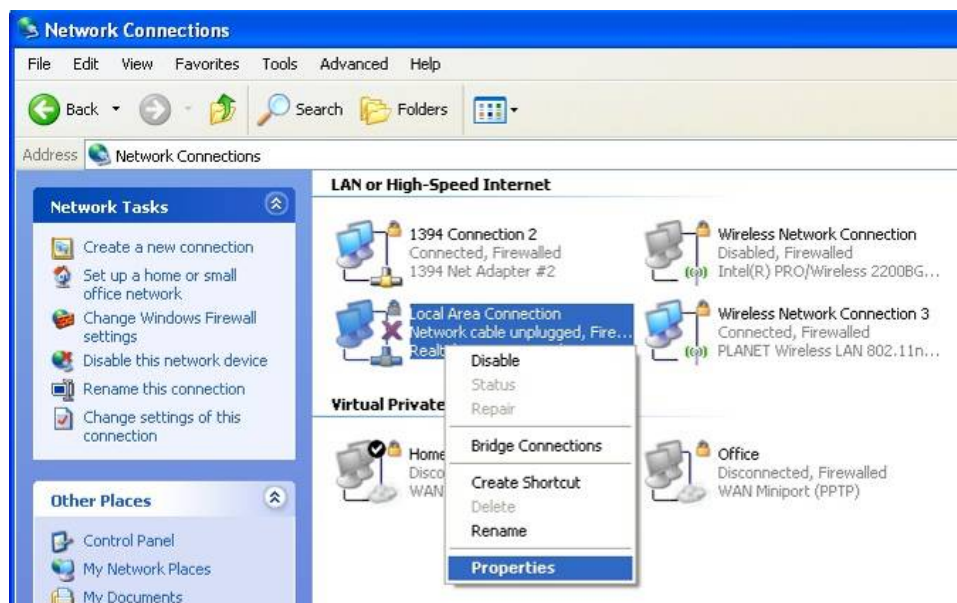 Network Connections
File Edit View Favorites Tools Advanced Help
Back Search Folders
Address Network Connections
Network Tasks
Create a new connection
Set up a home or small
office network
Change Windows Firewall
settings
Disable this network device
Rename this connection
Change settings of this
connection
Other Places
Control Panel
My Network Places
My Documents
LAN or High-Speed Internet
1394 Connection 2
Connected, Firewalled
1394 Net Adapter #2
Wireless Network Connection
Disabled, Firewalled
Intel(R) PRO/Wireless 2200BG...
Local Area Connection
Network cable unplugged, Fire...
Wireless Network Connection 3
Connected, Firewalled
PLANET Wireless LAN 802.11n...
Disable
Status
Repair
Bridge Connections
Create Shortcut
Delete
Rename
Properties
Virtual Private
Home
Disco
WAN
Office
Disconnected, Firewalled
WAN Miniport (PPTP)